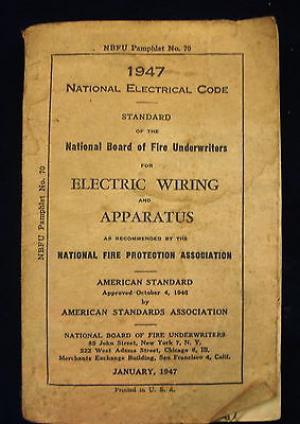 NBFU Pamphlet No. 70
1947
NATIONAL ELECTRICAL CODE
STANDARD
OF THE
National Board of Fire Underwriters
FOR
ELECTRIC WIRING
AND
APPARATUS
AS RECOMMENDED BY THE
NATIONAL FIRE PROTECTION ASSOCIATION
AMERICAN STANDARD
Approved October 4, 1946
by
AMERICAN STANDARDS ASSOCIATION
NATIONAL BOARD OF FIRE UNDERWRITERS
85 John Street, New York 7, N. Y.
222 West Adams Street, Chicago 6, Ill.
Merchants Exchange Building, San Francisco 4, Calif.
JANUARY, 1947
Printed in U. S. A.
NBFU Pamphlet No. 70